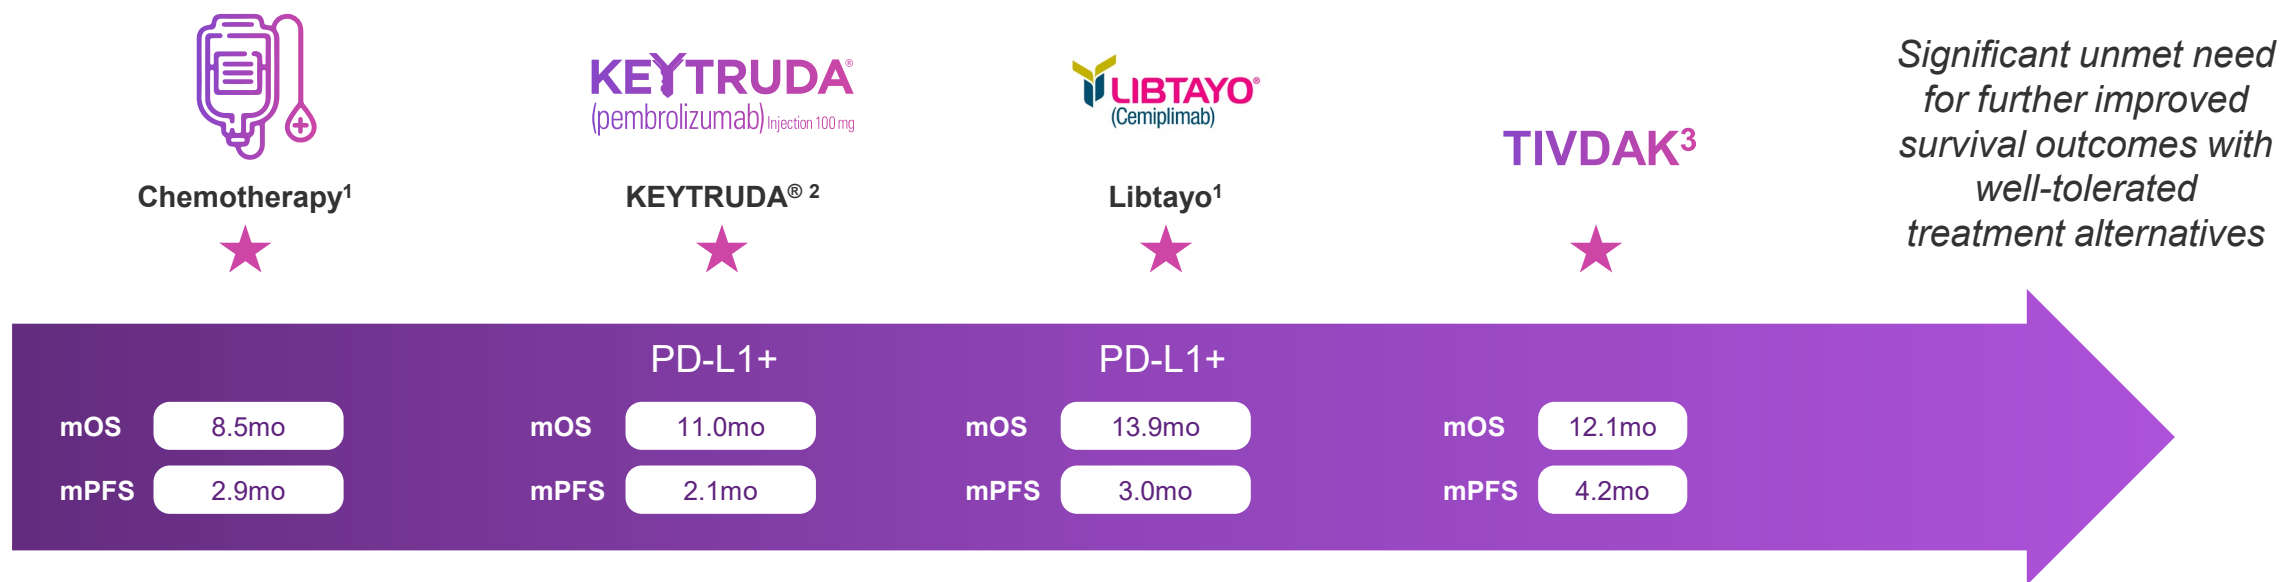 KEYTRUDA®
(pembrolizumab) Injection 100 mg
LIBTAYO®
(Cemiplimab)
TIVDAK³
Chemotherapy¹
KEYTRUDA® ²
Libtayo¹
Significant unmet need
for further improved
survival outcomes with
well-tolerated
treatment alternatives
PD-L1+
PD-L1+
mOS 8.5mo
mPFS 2.9mo
mOS 11.0mo
mPFS 2.1mo
mOS 13.9mo
mPFS 3.0mo
mOS 12.1mo
mPFS 4.2mo